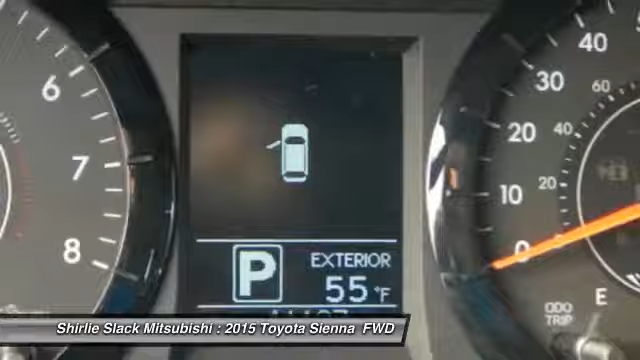 6
7
8
P
EXTERIOR
55 °F
50
40
30
20
10
0
60
40
20
ODO
TRIP
E
Shirlie Slack Mitsubishi : 2015 Toyota Sienna FWD